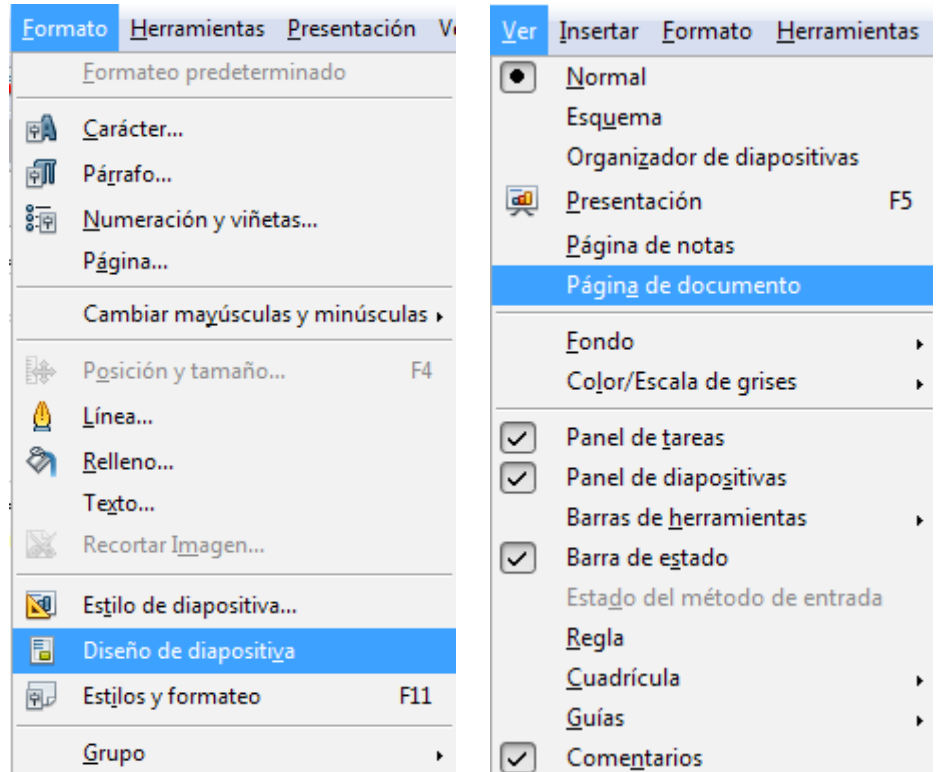 Formato Herramientas Presentación
Formateo predeterminado
Carácter...
Párrafo...
Numeración y viñetas...
Página...
Cambiar mayúsculas y minúsculas
Posición y tamaño... F4
Línea...
Relleno...
Texto...
Recortar Imagen...
Estilo de diapositiva...
Diseño de diapositiva
Estilos y formateo F11
Grupo
Ver Insertar Formato Herramientas
Normal
Esquema
Organizador de diapositivas
Presentación F5
Página de notas
Página de documento
Fondo
Color/Escala de grises
Panel de tareas
Panel de diapositivas
Barras de herramientas
Barra de estado
Estado del método de entrada
Regla
Cuadrícula
Guías
Comentarios